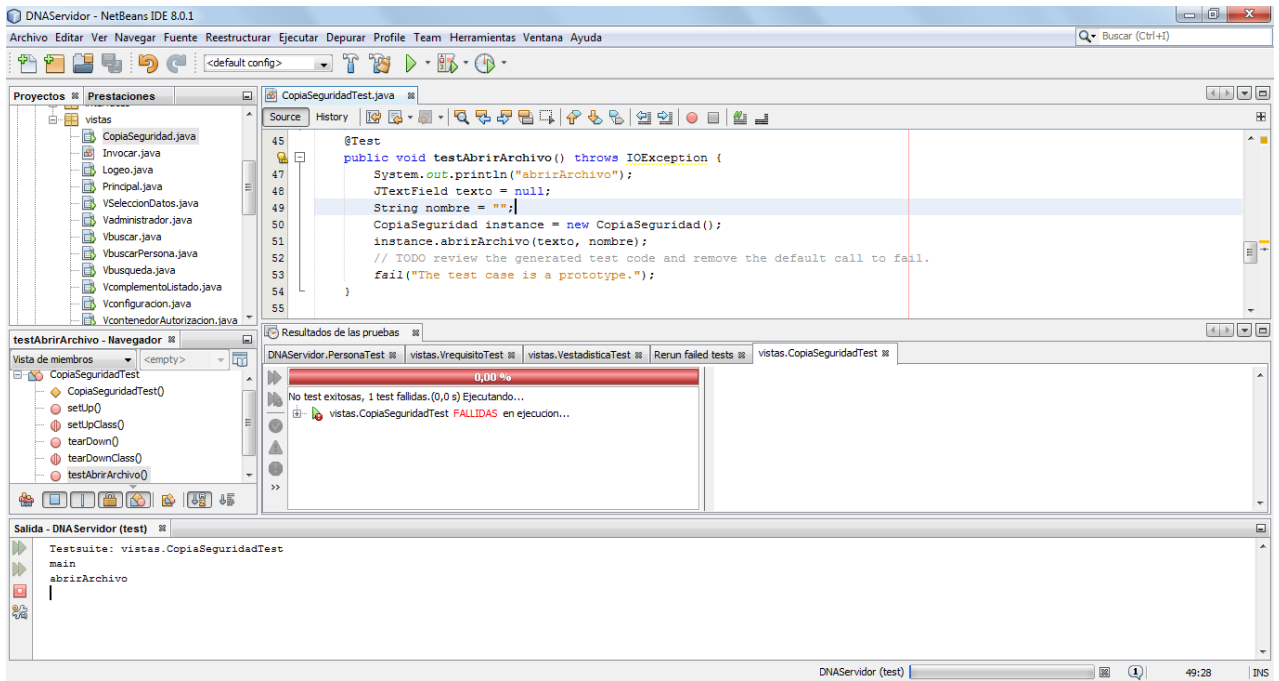 DNAServidor - NetBeans IDE 8.0.1
Archivo Editar Ver Navegar Fuente Reestructurar Ejecutar Depurar Profile Team Herramientas Ventana Ayuda
Buscar (Ctrl+I)
<default config>
Proyectos Prestaciones
vistas
CopiaSeguridad.java
Invocar.java
Logeo.java
Principal.java
VSeleccionDatos.java
Vadministrador.java
Vbuscar.java
VbuscarPersona.java
Vbusqueda.java
VcomplementoListado.java
Vconfiguracion.java
VcontenedorAutorizacion.java
CopiaSeguridadTest.java
Source History
45 @Test
public void testAbrirArchivo() throws IOException {
47 System.out.println("abrirArchivo");
48 JTextField texto = null;
49 String nombre = "";
50 CopiaSeguridad instance = new CopiaSeguridad();
51 instance.abrirArchivo(texto, nombre);
52 // TODO review the generated test code and remove the default call to fail.
53 fail("The test case is a prototype.");
54 }
55
testAbrirArchivo - Navegador
Vista de miembros <empty>
CopiaSeguridadTest
CopiaSeguridadTest()
setUp()
setUpClass()
tearDown()
tearDownClass()
testAbrirArchivo()
Resultados de las pruebas
DNAServidor.PersonaTest vistas.VrequisitoTest vistas.VestadisticaTest Rerun failed tests vistas.CopiaSeguridadTest
0,00 %
No test exitosas, 1 test fallidas.(0,0 s) Ejecutando...
vistas.CopiaSeguridadTest FALLIDAS en ejecucion...
>>
Salida - DNAServidor (test)
Testsuite: vistas.CopiaSeguridadTest
main
abrirArchivo
DNAServidor (test) 1 49:28 INS